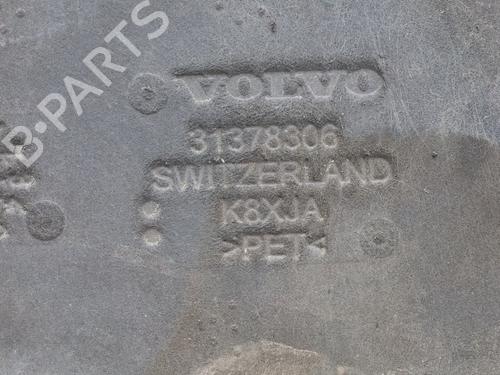 B-PARTS
VOLVO
31378306
SWITZERLAND
K8XJA
>PET<